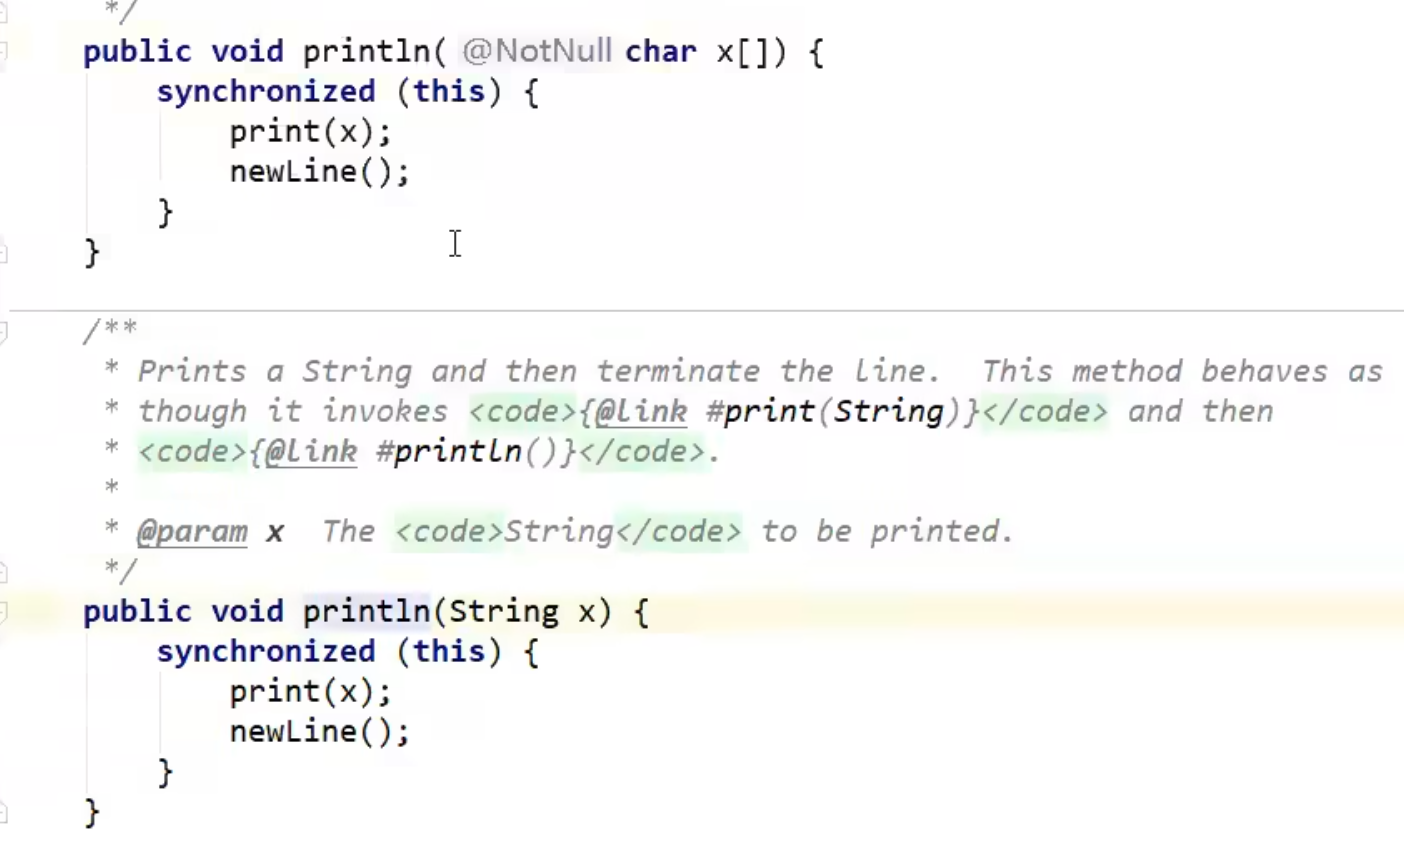 */
public void println( @NotNull char x[]) {
synchronized (this) {
print(x);
newLine();
}
}
/**
* Prints a String and then terminate the line.  This method behaves as
* though it invokes <code>{@link #print(String)}</code> and then
* <code>{@link #println()}</code>.
*
* @param x  The <code>String</code> to be printed.
*/
public void println(String x) {
synchronized (this) {
print(x);
newLine();
}
}